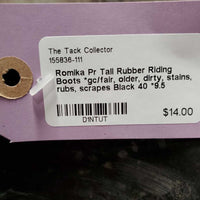 The Tack Collector
155836-111
Romika Pr Tall Rubber Riding
Boots *gc/fair, older, dirty, stains,
rubs, scrapes Black 40 *9.5
$14.00
D1NTUT